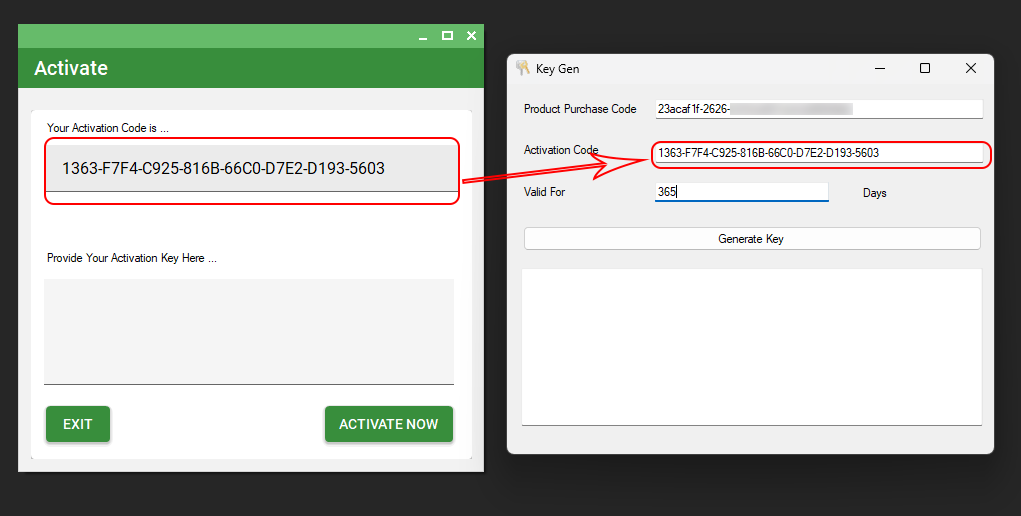 Activate
Your Activation Code is ...
1363-F7F4-C925-816B-66C0-D7E2-D193-5603
Provide Your Activation Key Here ...
EXIT
ACTIVATE NOW
Key Gen
Product Purchase Code
23acaf1f-2626-
Activation Code
1363-F7F4-C925-816B-66C0-D7E2-D193-5603
Valid For
365
Days
Generate Key